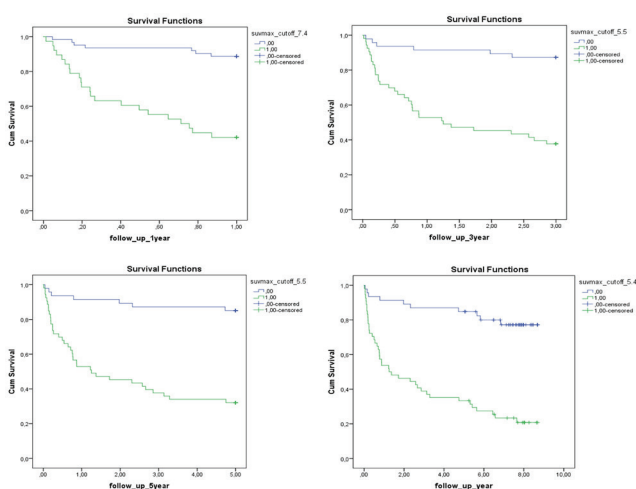 Survival Functions
suvmax_cutoff_7.4
,00
1,00
,00-censored
1,00-censored
Cum Survival
1,0
0,8
0,6
0,4
0,2
0,0
,00 ,20 ,40 ,60 ,80 1,00
follow_up_1year
Survival Functions
suvmax_cutoff_5.5
,00
1,00
,00-censored
1,00-censored
Cum Survival
1,0
0,8
0,6
0,4
0,2
0,0
,00 1,00 2,00 3,00
follow_up_3year
Survival Functions
suvmax_cutoff_5.5
,00
1,00
,00-censored
1,00-censored
Cum Survival
1,0
0,8
0,6
0,4
0,2
0,0
,00 1,00 2,00 3,00 4,00 5,00
follow_up_5year
Survival Functions
suvmax_cutoff_5.4
,00
1,00
,00-censored
1,00-censored
Cum Survival
1,0
0,8
0,6
0,4
0,2
0,0
,00 2,00 4,00 6,00 8,00 10,00
follow_up_year